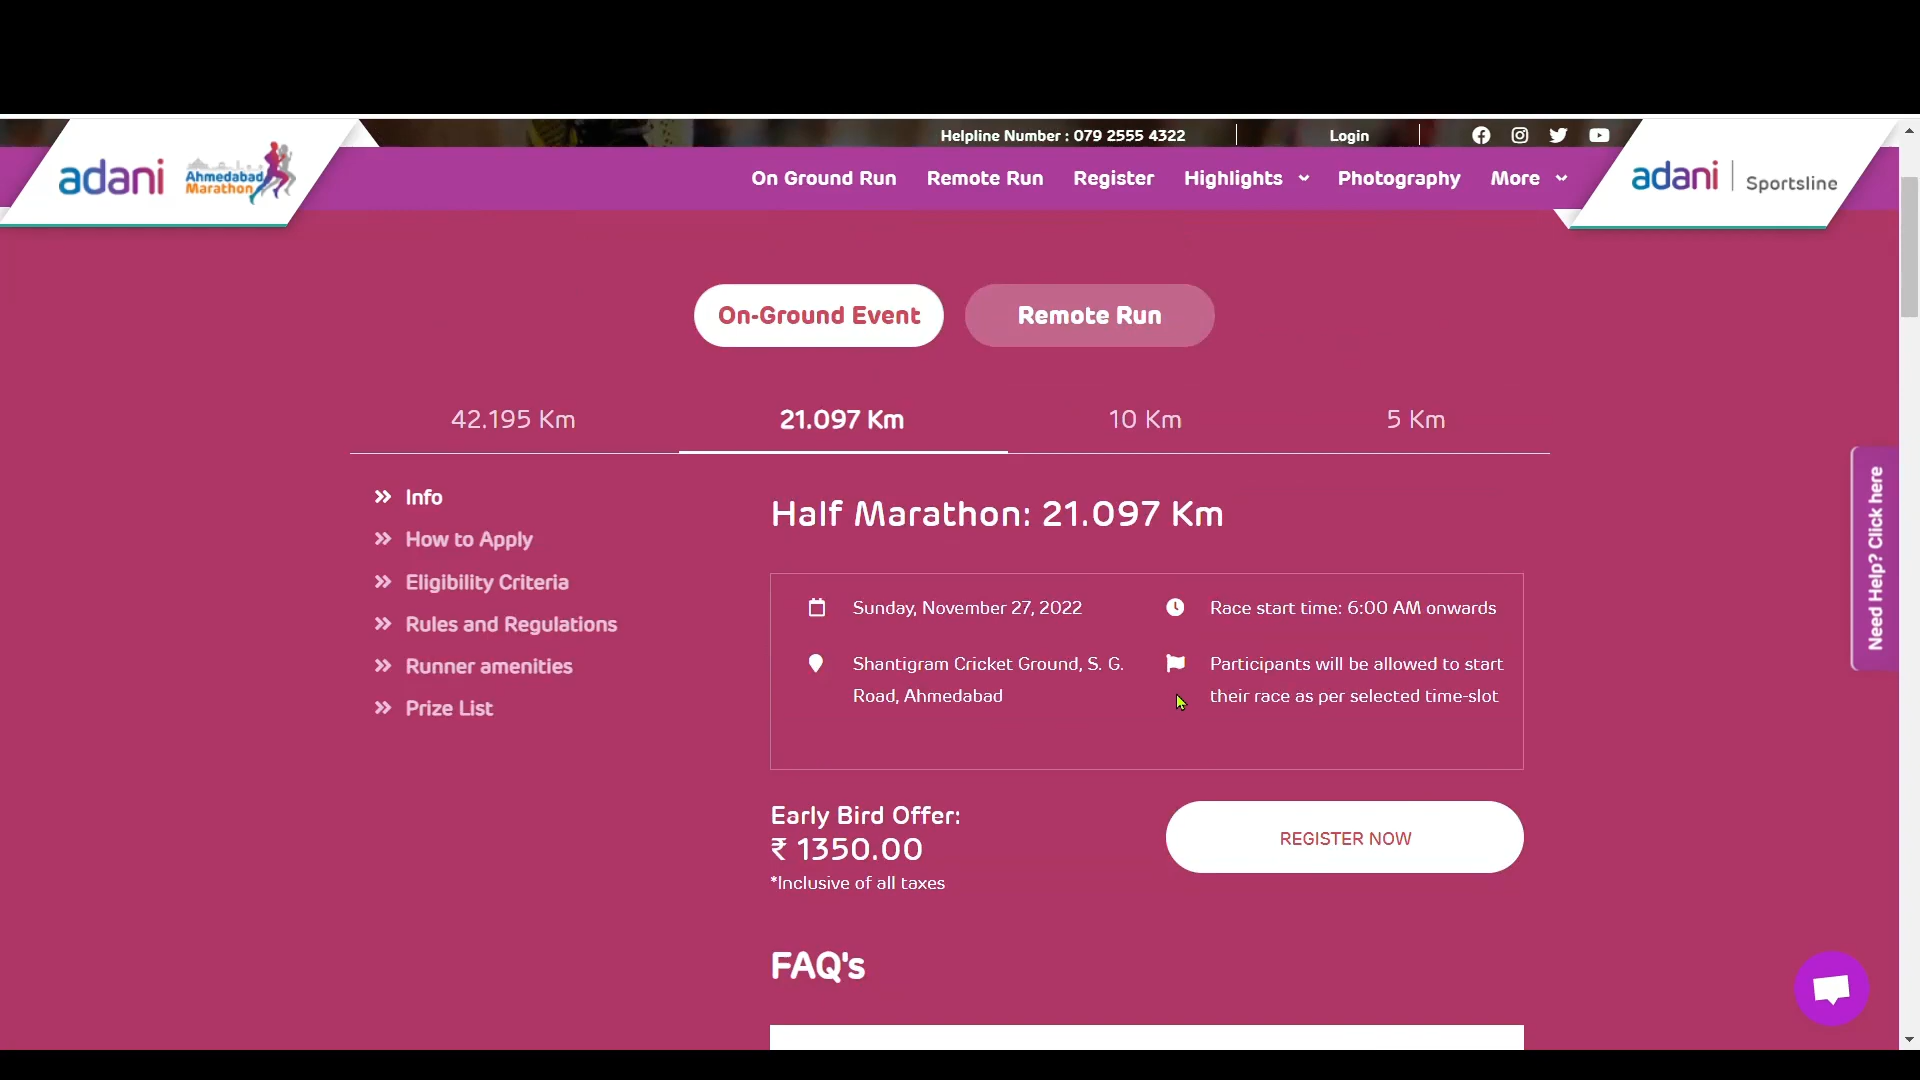 Helpline Number : 079 2555 4322
Login
adani
Ahmedabad
Marathon
On Ground Run
Remote Run
Register
Highlights
Photography
More
adani
Sportsline
On-Ground Event
Remote Run
42.195 Km
21.097 Km
10 Km
5 Km
Info
How to Apply
Eligibility Criteria
Rules and Regulations
Runner amenities
Prize List
Half Marathon: 21.097 Km
Sunday, November 27, 2022
Race start time: 6:00 AM onwards
Shantigram Cricket Ground, S. G.
Road, Ahmedabad
Participants will be allowed to start
their race as per selected time-slot
Early Bird Offer:
₹ 1350.00
*Inclusive of all taxes
REGISTER NOW
FAQ's
Need Help? Click here